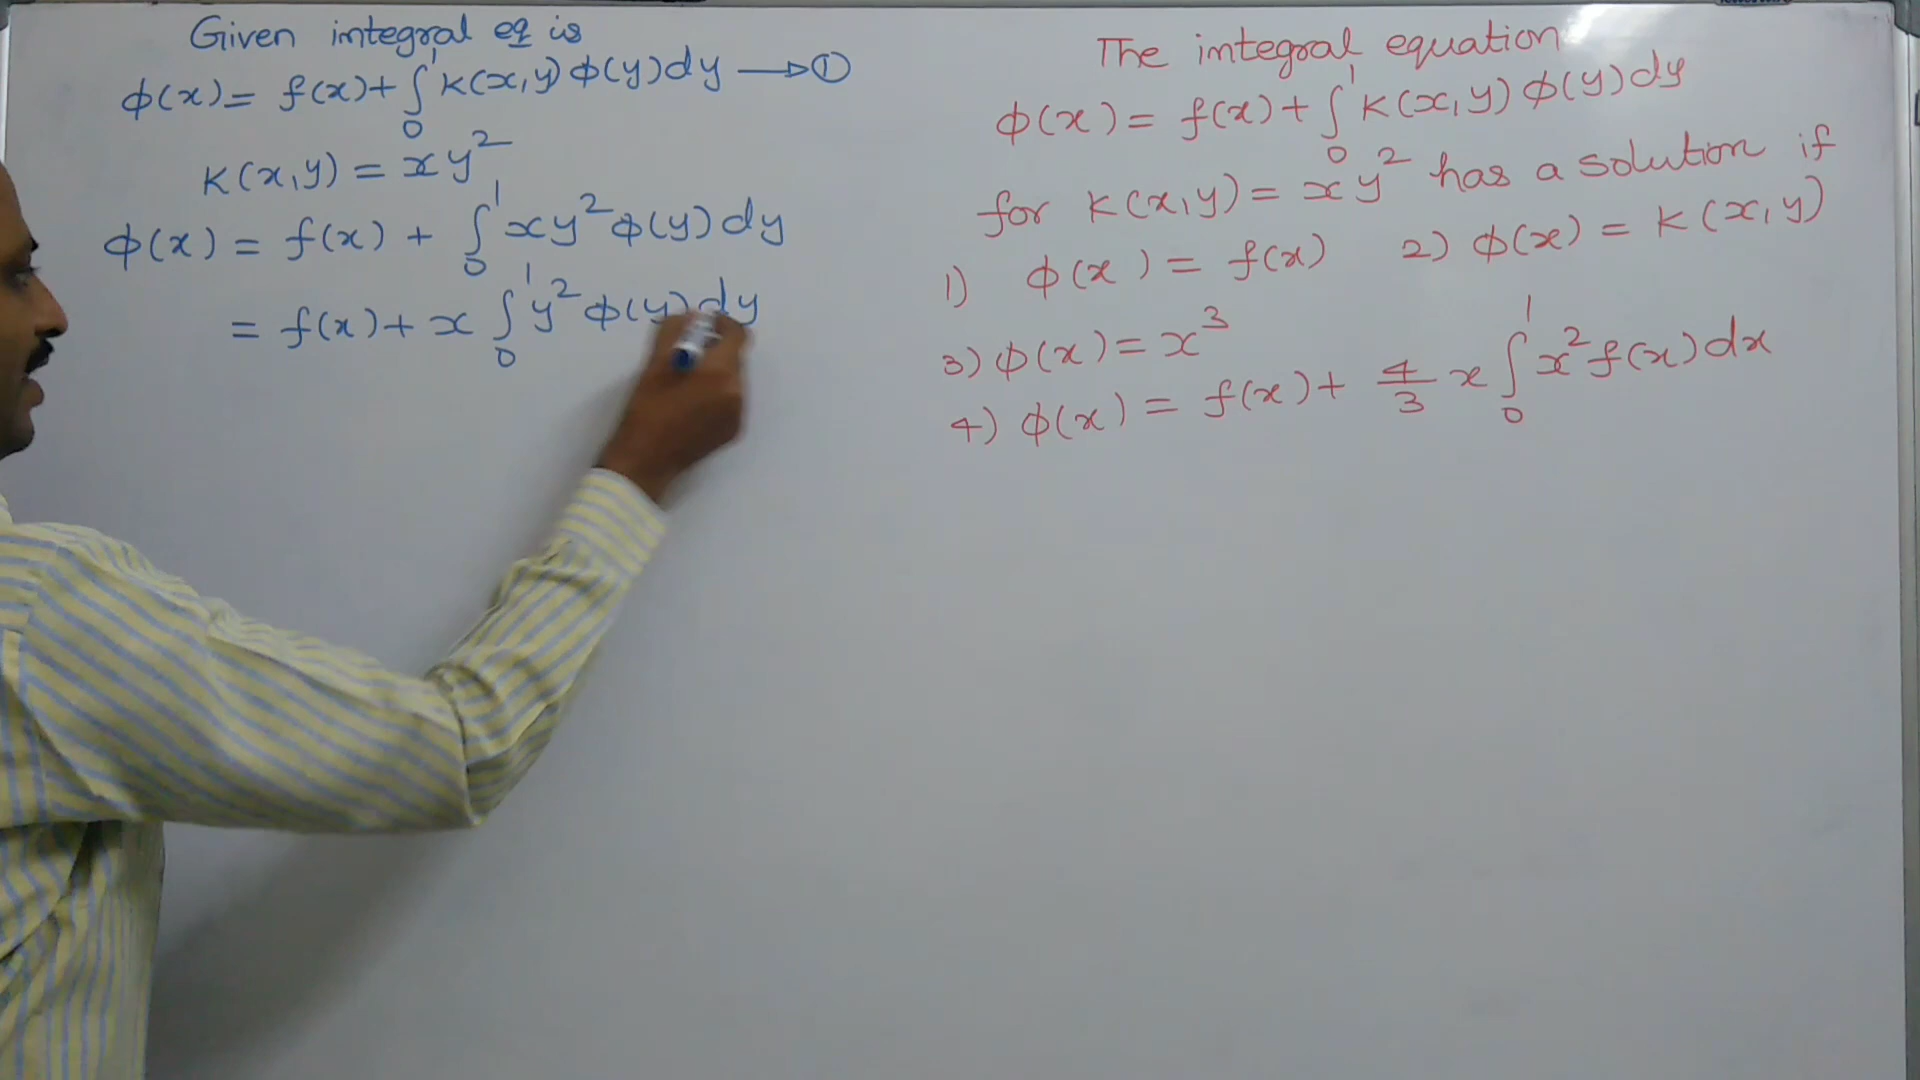 Given integral eq is
ϕ(x) = f(x) + ∫₀¹ K(x,y) ϕ(y) dy → ①
K(x,y) = xy²
ϕ(x) = f(x) + ∫₀¹ xy² ϕ(y) dy
= f(x) + x ∫₀¹ y² ϕ(y) dy
The integral equation
ϕ(x) = f(x) + ∫₀¹ K(x,y) ϕ(y) dy
for K(x,y) = xy² has a solution if
1) ϕ(x) = f(x) 2) ϕ(x) = K(x,y)
3) ϕ(x) = x³
4) ϕ(x) = f(x) + 4/3 x ∫₀¹ x² f(x) dx